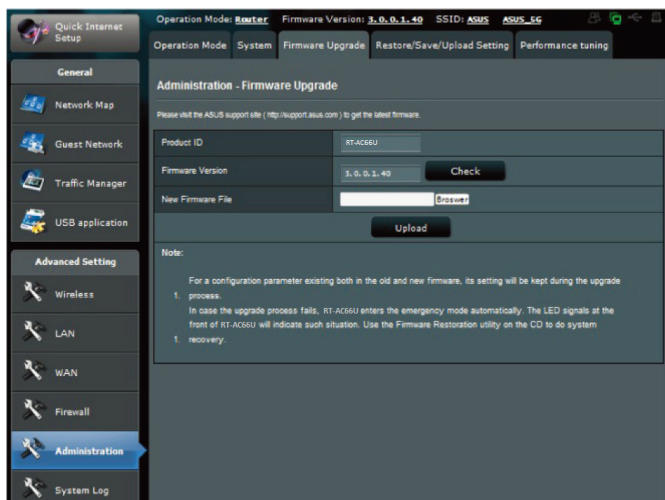 Quick Internet
Setup
General
Network Map
Guest Network
Traffic Manager
USB application
Advanced Setting
Wireless
LAN
WAN
Firewall
Administration
System Log
Operation Mode: Router Firmware Version: 3.0.0.1.40 SSID: ASUS ASUS_5G
Operation Mode System Firmware Upgrade Restore/Save/Upload Setting Performance tuning
Administration - Firmware Upgrade
Please visit the ASUS support site ( http://support.asus.com ) to get the latest firmware.
Product ID RT-AC66U
Firmware Version 3.0.0.1.40 Check
New Firmware File Broswer
Upload
Note:
For a configuration parameter existing both in the old and new firmware, its setting will be kept during the upgrade
1. process.
In case the upgrade process fails, RT-AC66U enters the emergency mode automatically. The LED signals at the
front of RT-AC66U will indicate such situation. Use the Firmware Restoration utility on the CD to do system
1. recovery.